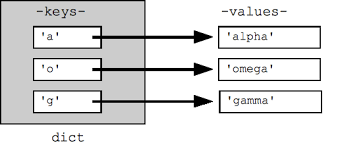 -keys- -values-
'a' 'alpha'
'o' 'omega'
'g' 'gamma'
dict